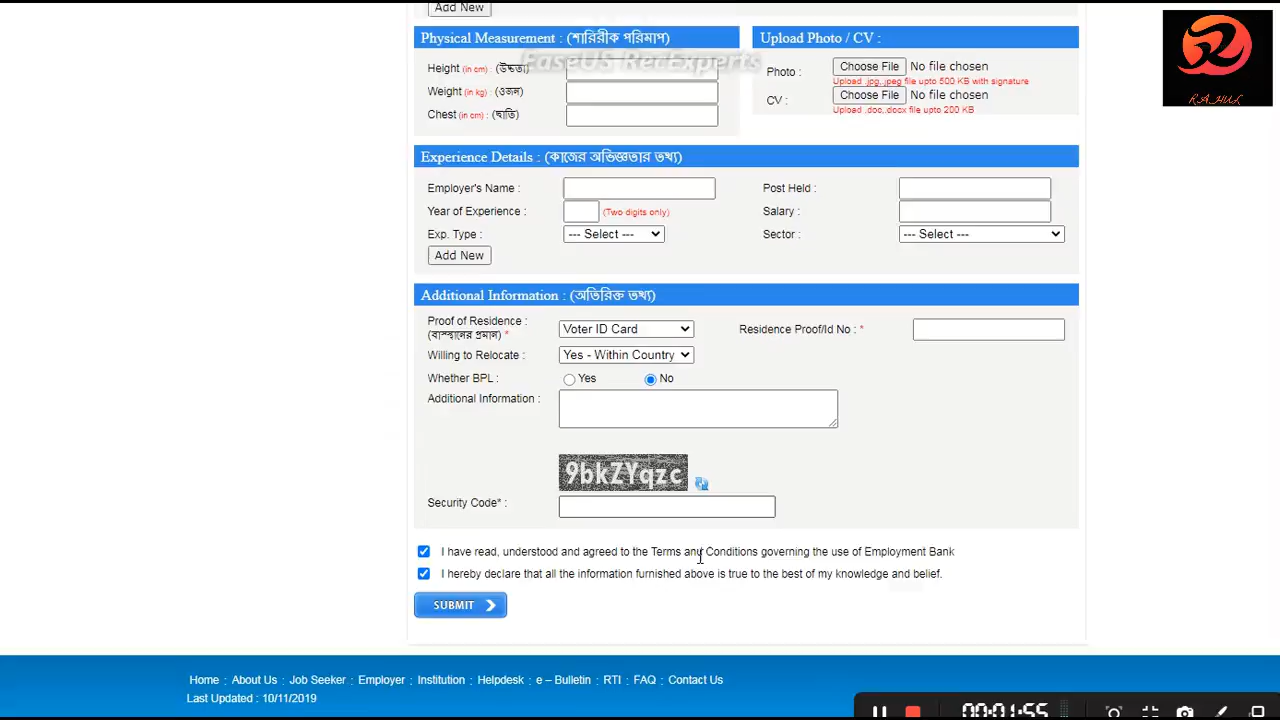 Add New
Physical Measurement : (শারিরীক পরিমাপ)
Upload Photo / CV :
EaseUS RecExperts
Height (in cm) : (উচ্চতা)
Weight (in kg) : (ওজন)
Chest (in cm) : (ছাতি)
Photo :
Choose File No file chosen
Upload .jpg,.jpeg file upto 500 KB with signature
CV :
Choose File No file chosen
Upload .doc,.docx file upto 200 KB
RAHUL
Experience Details : (কাজের অভিজ্ঞতার তথ্য)
Employer's Name :
Post Held :
Year of Experience :
(Two digits only)
Salary :
Exp. Type :
--- Select ---
Sector :
--- Select ---
Add New
Additional Information : (অতিরিক্ত তথ্য)
Proof of Residence :
(বাসস্থানের প্রমাণ) *
Voter ID Card
Residence Proof/Id No : *
Willing to Relocate :
Yes - Within Country
Whether BPL :
Yes
No
Additional Information :
9bkZYqzc
Security Code* :
I have read, understood and agreed to the Terms and Conditions governing the use of Employment Bank
I hereby declare that all the information furnished above is true to the best of my knowledge and belief.
SUBMIT
Home : About Us : Job Seeker : Employer : Institution : Helpdesk : e – Bulletin : RTI : FAQ : Contact Us
Last Updated : 10/11/2019
00:01:55